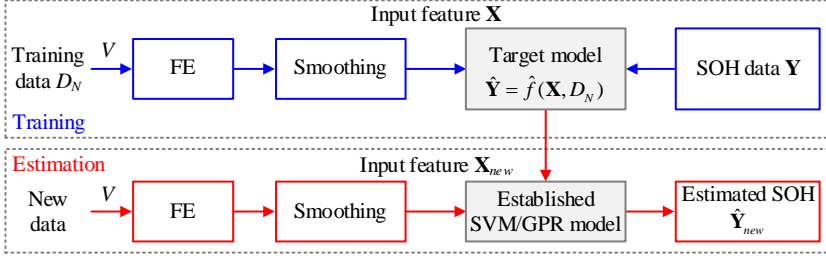 Input feature X
Training data D_N
V
FE
Smoothing
Target model
Ŷ = f̂(X, D_N)
SOH data Y
Training
Estimation
Input feature X_new
New data
V
FE
Smoothing
Established
SVM/GPR model
Estimated SOH
Ŷ_new